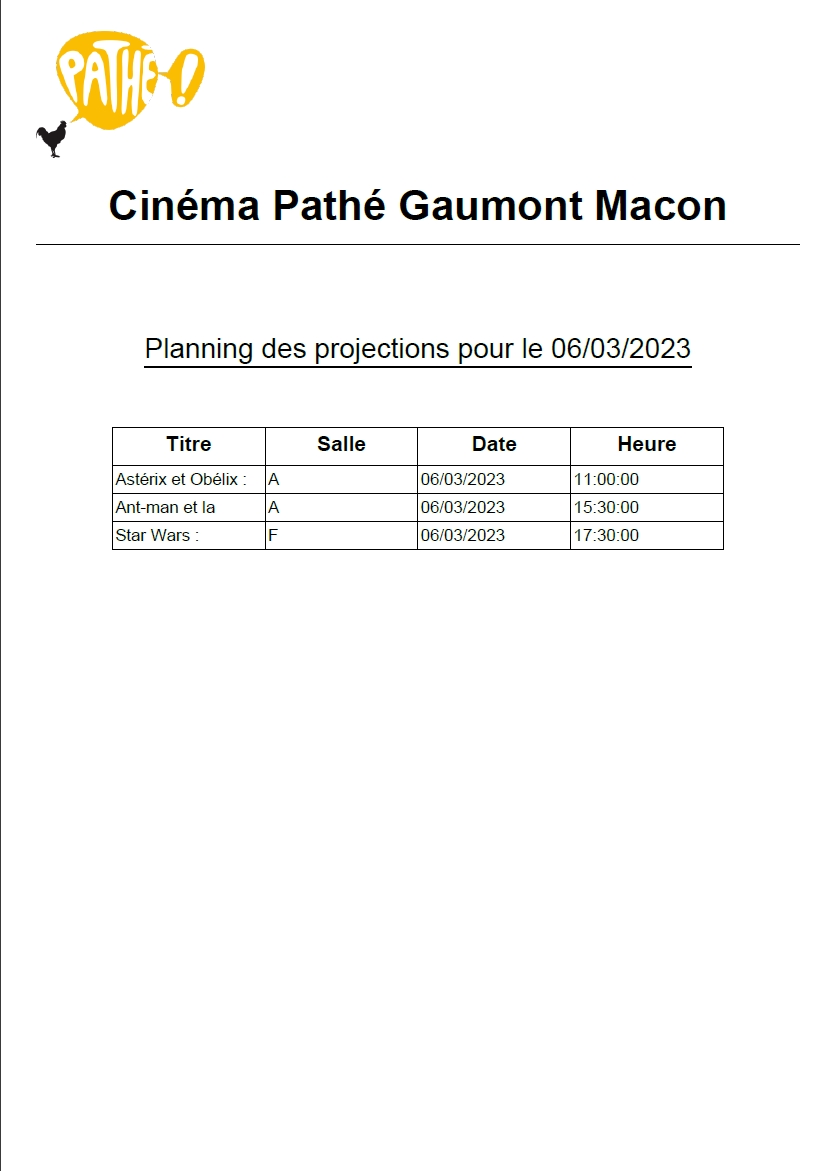 PATHÉ!
Cinéma Pathé Gaumont Macon
Planning des projections pour le 06/03/2023
Titre Salle Date Heure
Astérix et Obélix : A 06/03/2023 11:00:00
Ant-man et la A 06/03/2023 15:30:00
Star Wars : F 06/03/2023 17:30:00